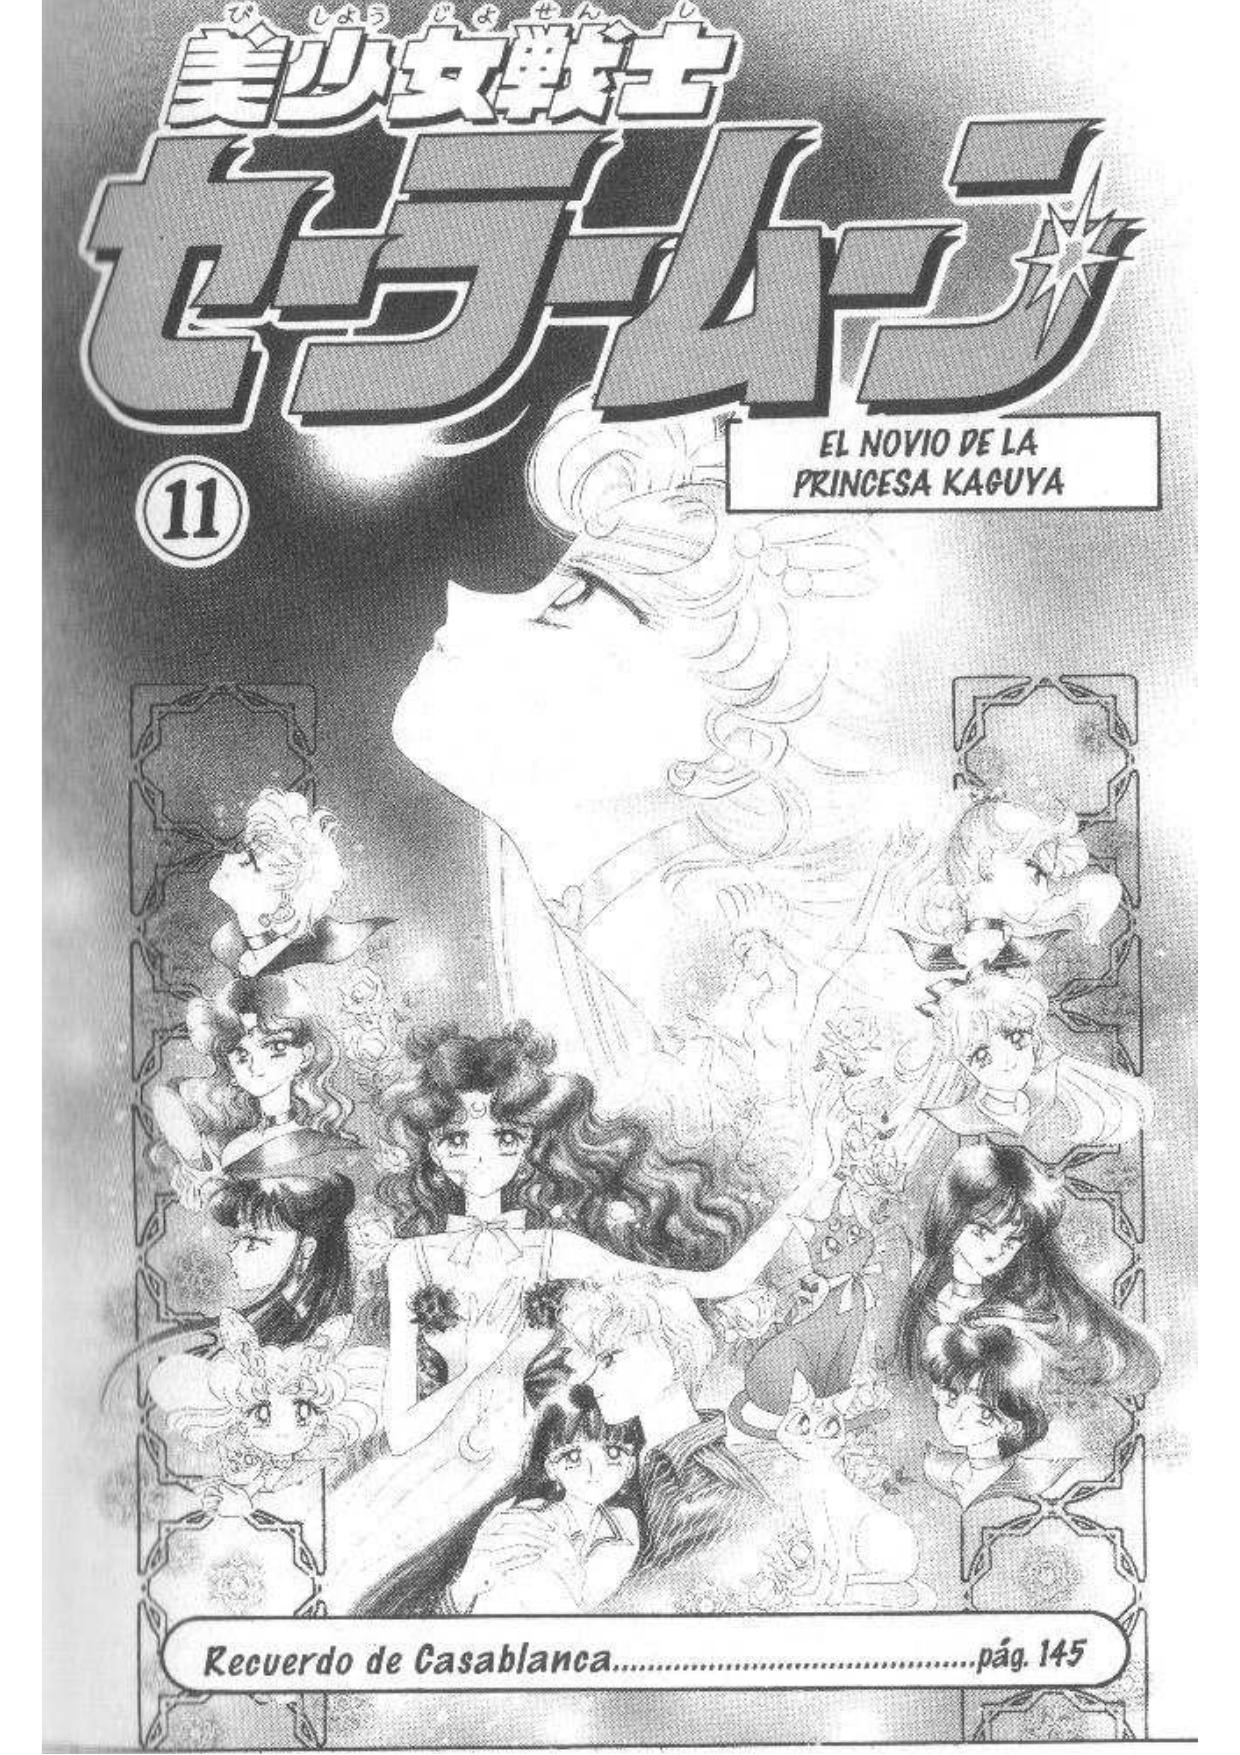 びしょうじょせんし
美少女戦士
セーラームーン
11
EL NOVIO DE LA
PRINCESA KAGUYA
Recuerdo de Casablanca..........................................pág. 145